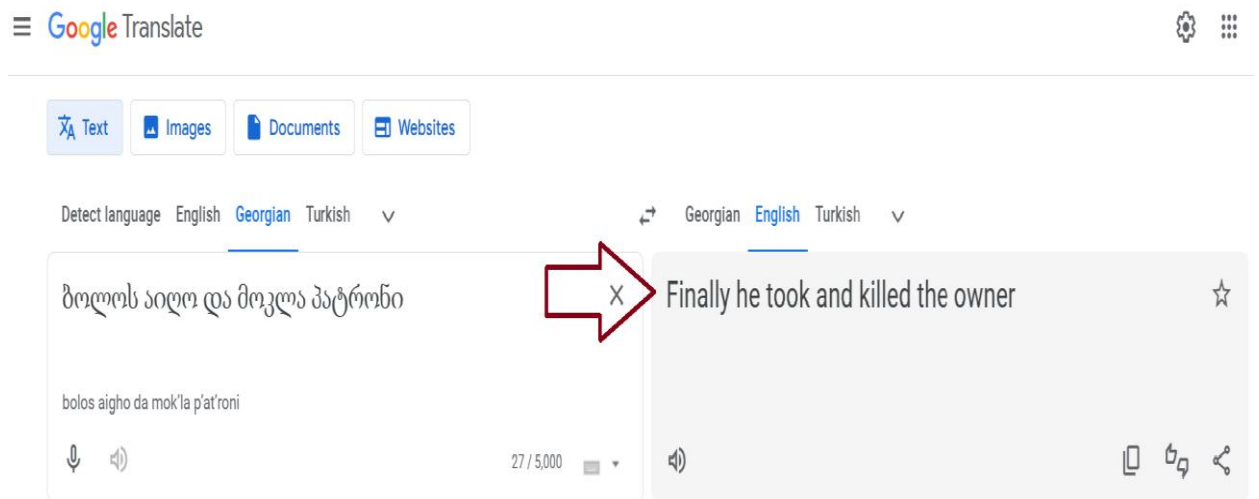 Google Translate
Text Images Documents Websites
Detect language English Georgian Turkish
Georgian English Turkish
ბოლოს აიღო და მოკლა პატრონი
Finally he took and killed the owner
bolos aigho da mok'la p'at'roni
27 / 5,000